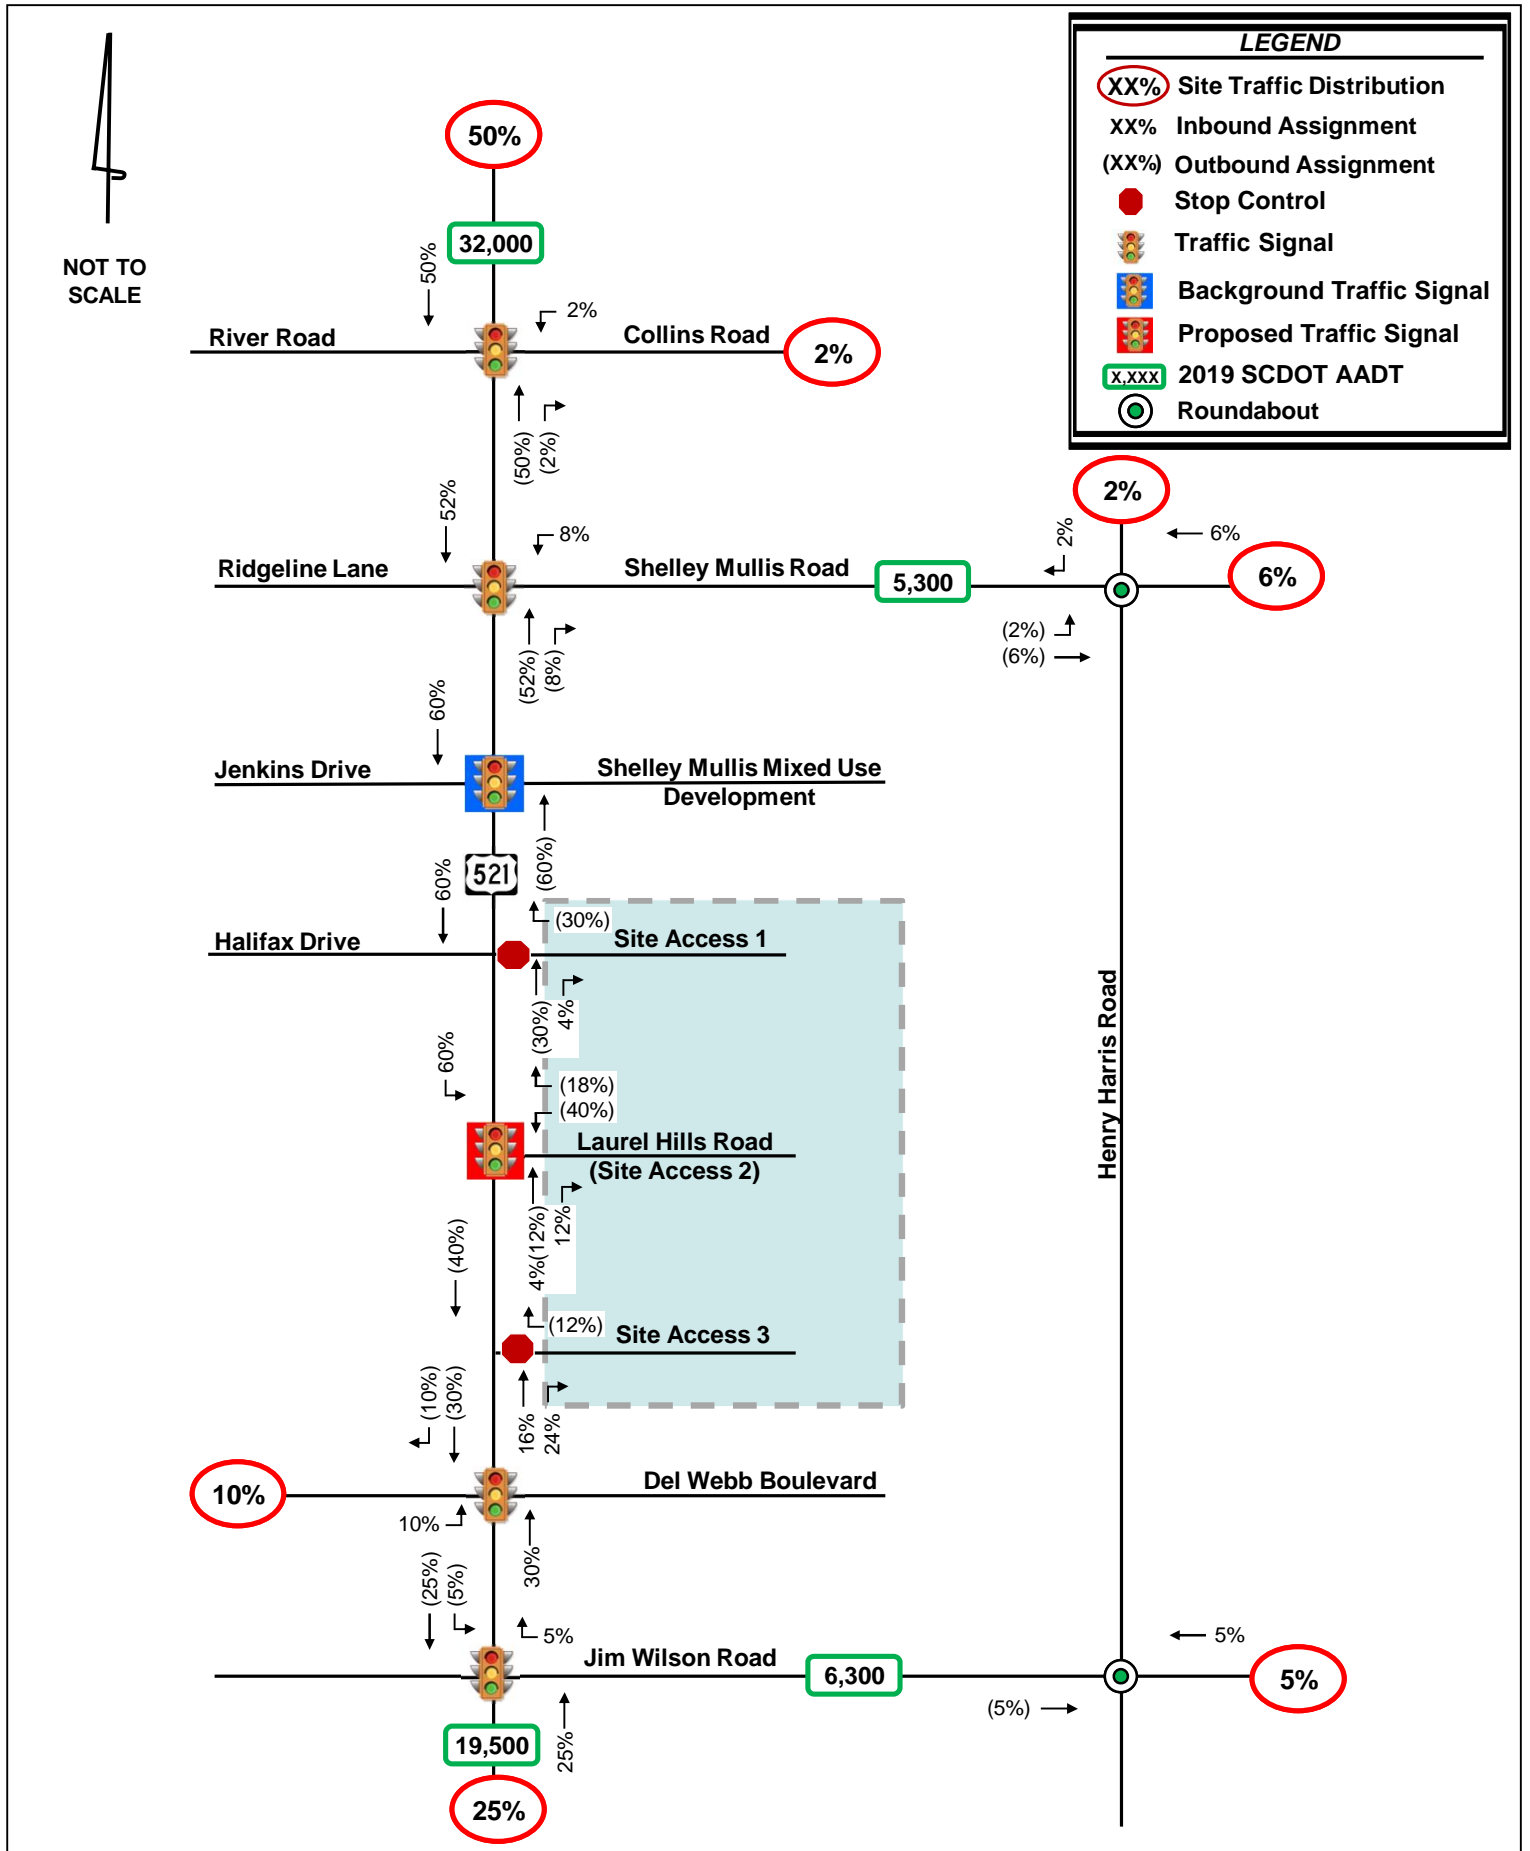 LEGEND
XX% Site Traffic Distribution
XX% Inbound Assignment
(XX%) Outbound Assignment
Stop Control
Traffic Signal
Background Traffic Signal
Proposed Traffic Signal
X,XXX 2019 SCDOT AADT
Roundabout
NOT TO
SCALE
50%
32,000
50%
2%
River Road
Collins Road
2%
(50%)
(2%)
52%
8%
2%
2%
6%
Ridgeline Lane
Shelley Mullis Road
5,300
6%
(52%)
(8%)
(2%)
(6%)
60%
Jenkins Drive
Shelley Mullis Mixed Use
Development
521
(60%)
60%
(30%)
Halifax Drive
Site Access 1
(30%)
4%
60%
(18%)
(40%)
Laurel Hills Road
(Site Access 2)
Henry Harris Road
(40%)
4%(12%)
12%
(12%)
Site Access 3
(10%)
(30%)
16%
24%
10%
Del Webb Boulevard
10%
30%
(25%)
(5%)
5%
5%
Jim Wilson Road
6,300
5%
(5%)
19,500
25%
25%